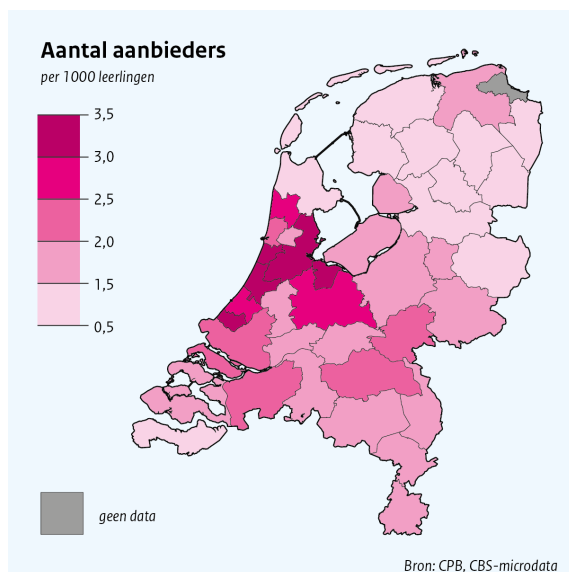 Aantal aanbieders
per 1000 leerlingen
3,5
3,0
2,5
2,0
1,5
0,5
geen data
Bron: CPB, CBS-microdata